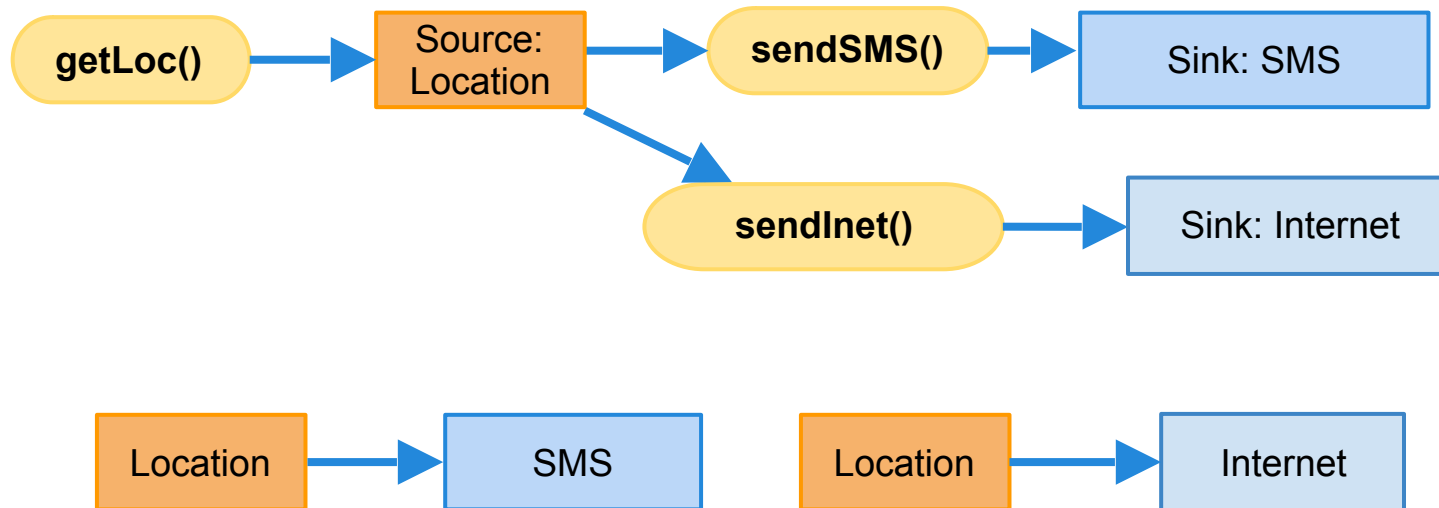 getLoc()
Source:
Location
sendSMS()
Sink: SMS
sendInet()
Sink: Internet
Location
SMS
Location
Internet